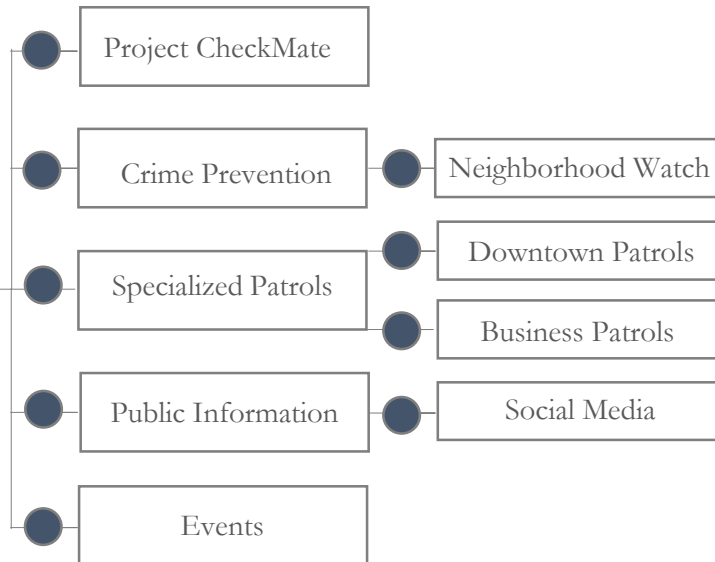 Project CheckMate
Crime Prevention
Neighborhood Watch
Specialized Patrols
Downtown Patrols
Business Patrols
Public Information
Social Media
Events